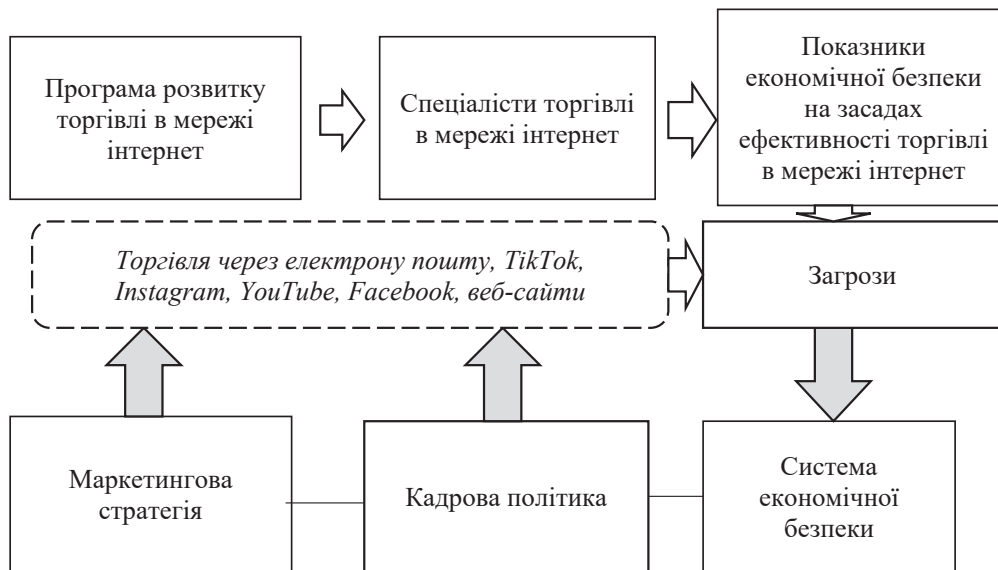 Програма розвитку
торгівлі в мережі
інтернет
Спеціалісти торгівлі
в мережі інтернет
Показники
економічної безпеки
на засадах
ефективності торгівлі
в мережі інтернет
Торгівля через електрону пошту, TikTok,
Instagram, YouTube, Facebook, веб-сайти
Загрози
Маркетингова
стратегія
Кадрова політика
Система
економічної
безпеки